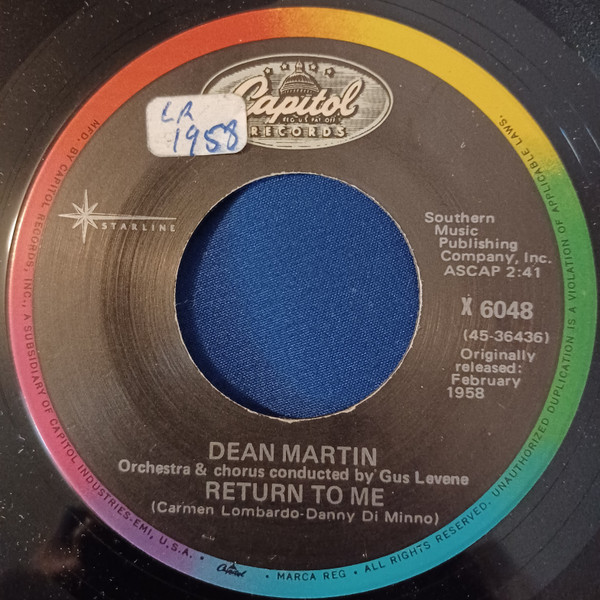 Capitol
REG. U.S. PAT. OFF.
RECORDS
LR
1958
STARLINE
Southern
Music
Publishing
Company, Inc.
ASCAP 2:41
X 6048
(45-36436)
Originally
released:
February
1958
DEAN MARTIN
Orchestra & chorus conducted by Gus Levene
RETURN TO ME
(Carmen Lombardo-Danny Di Minno)
MFD. BY CAPITOL RECORDS, INC., A SUBSIDIARY OF CAPITOL INDUSTRIES-EMI, U.S.A. • Capitol • MARCA REG • ALL RIGHTS RESERVED. UNAUTHORIZED DUPLICATION IS A VIOLATION OF APPLICABLE LAWS.